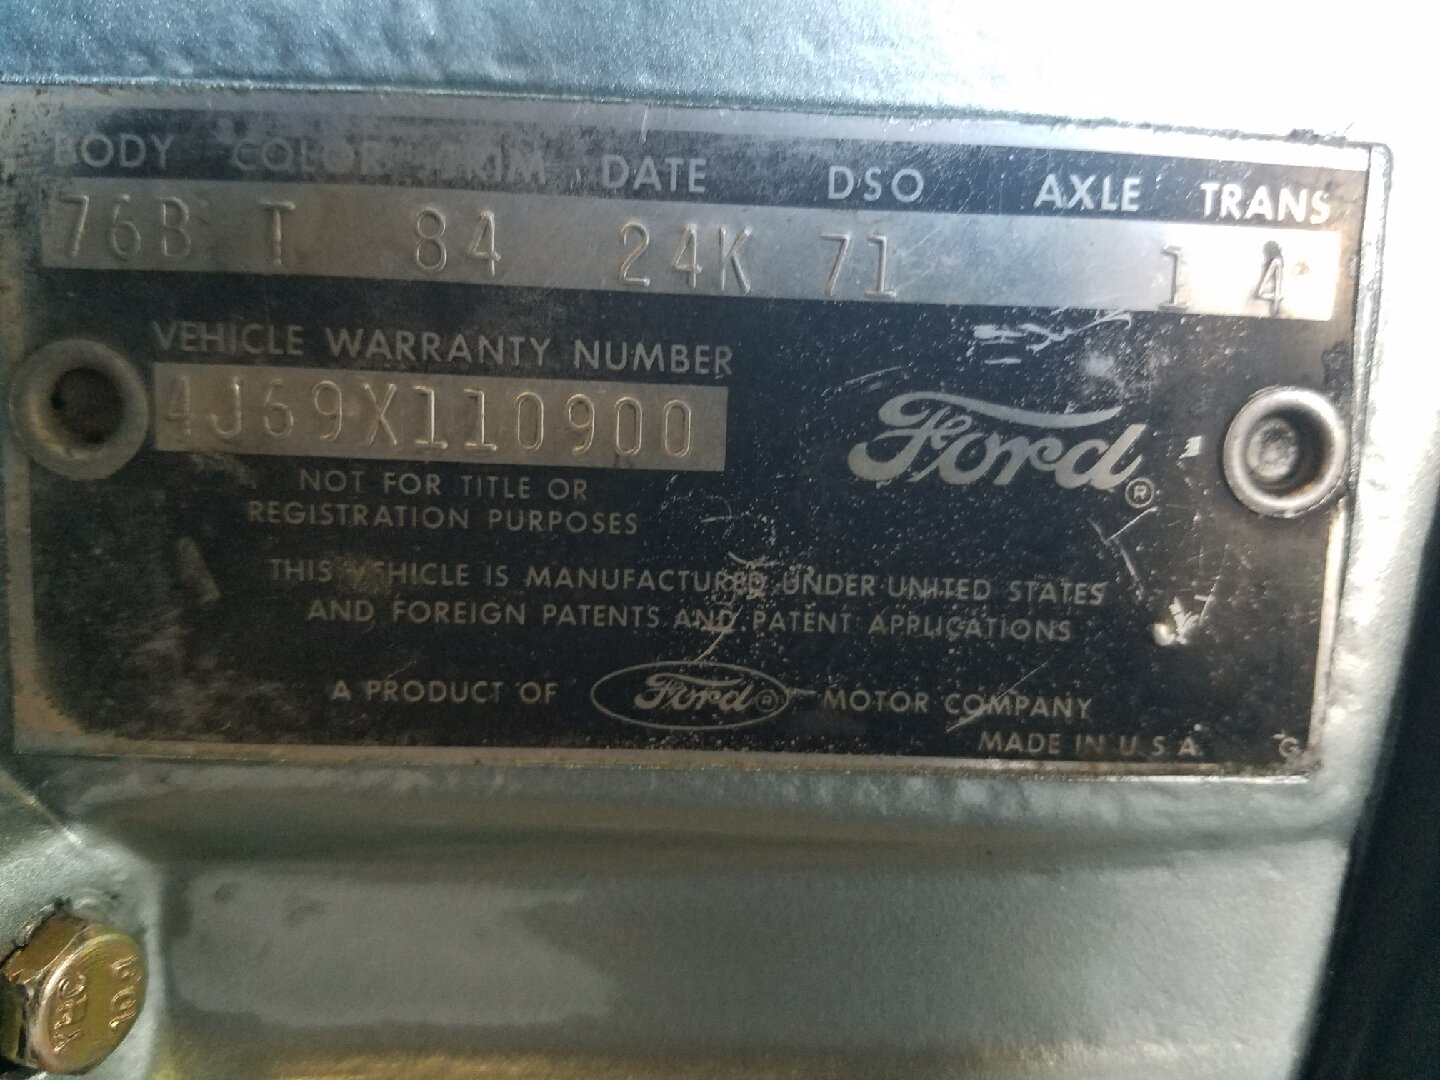 BODY COLOR TRIM DATE DSO AXLE TRANS
76B T 84 24K 71 1 4
VEHICLE WARRANTY NUMBER
4J69X110900
NOT FOR TITLE OR
REGISTRATION PURPOSES
Ford®
THIS VEHICLE IS MANUFACTURED UNDER UNITED STATES
AND FOREIGN PATENTS AND PATENT APPLICATIONS
A PRODUCT OF Ford® MOTOR COMPANY
MADE IN U.S.A. G